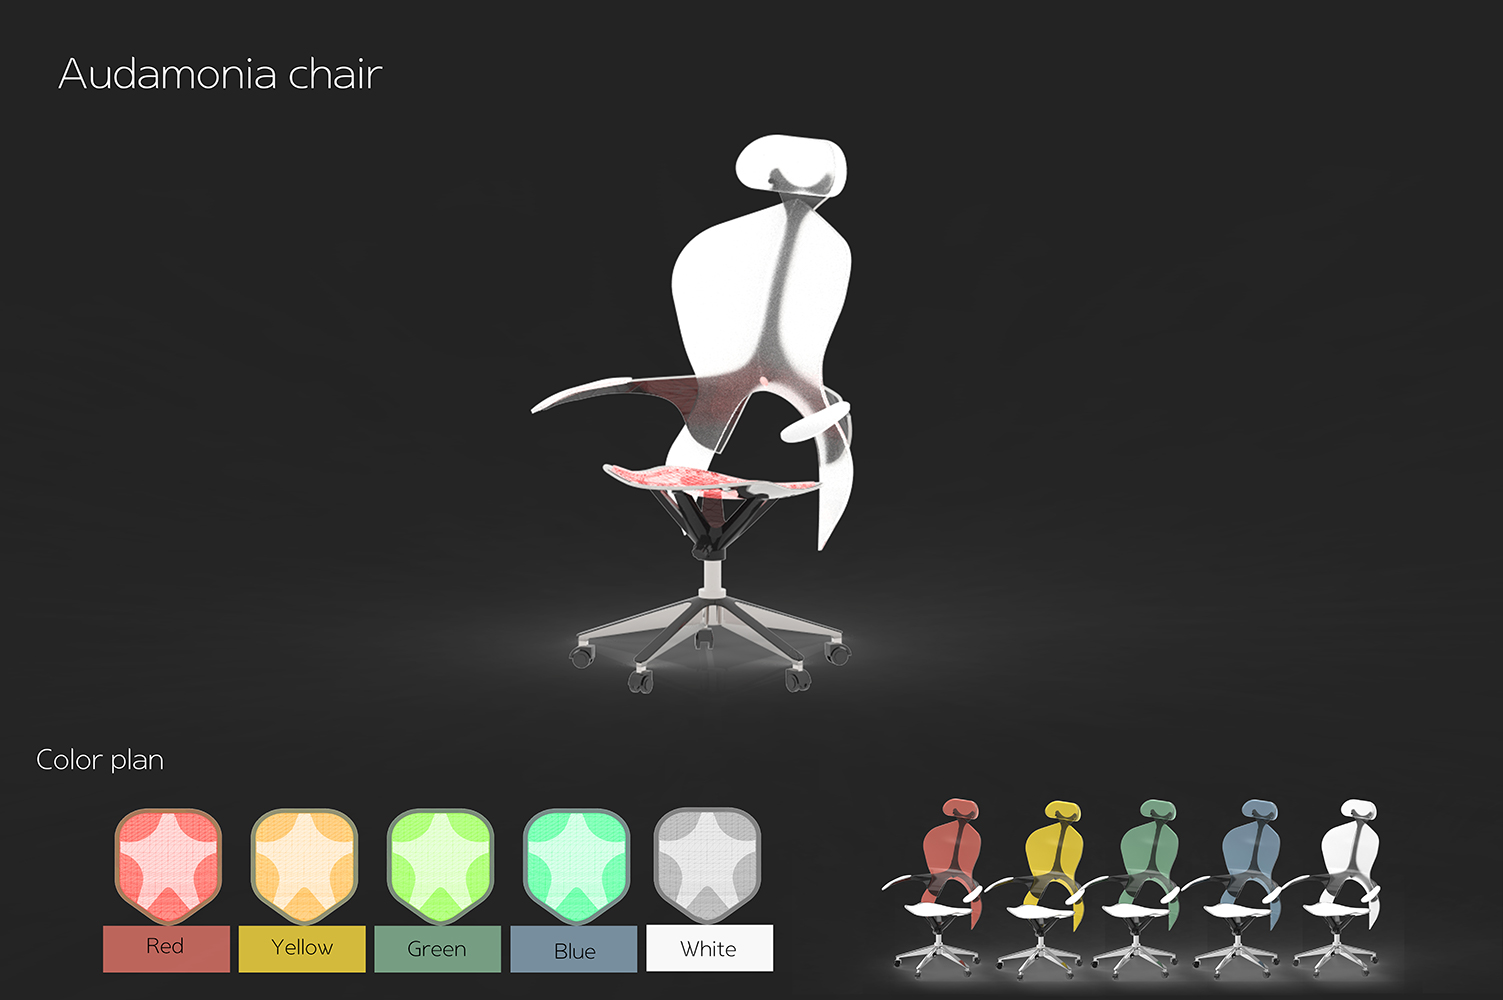 Audamonia chair
Color plan
Red
Yellow
Green
Blue
White